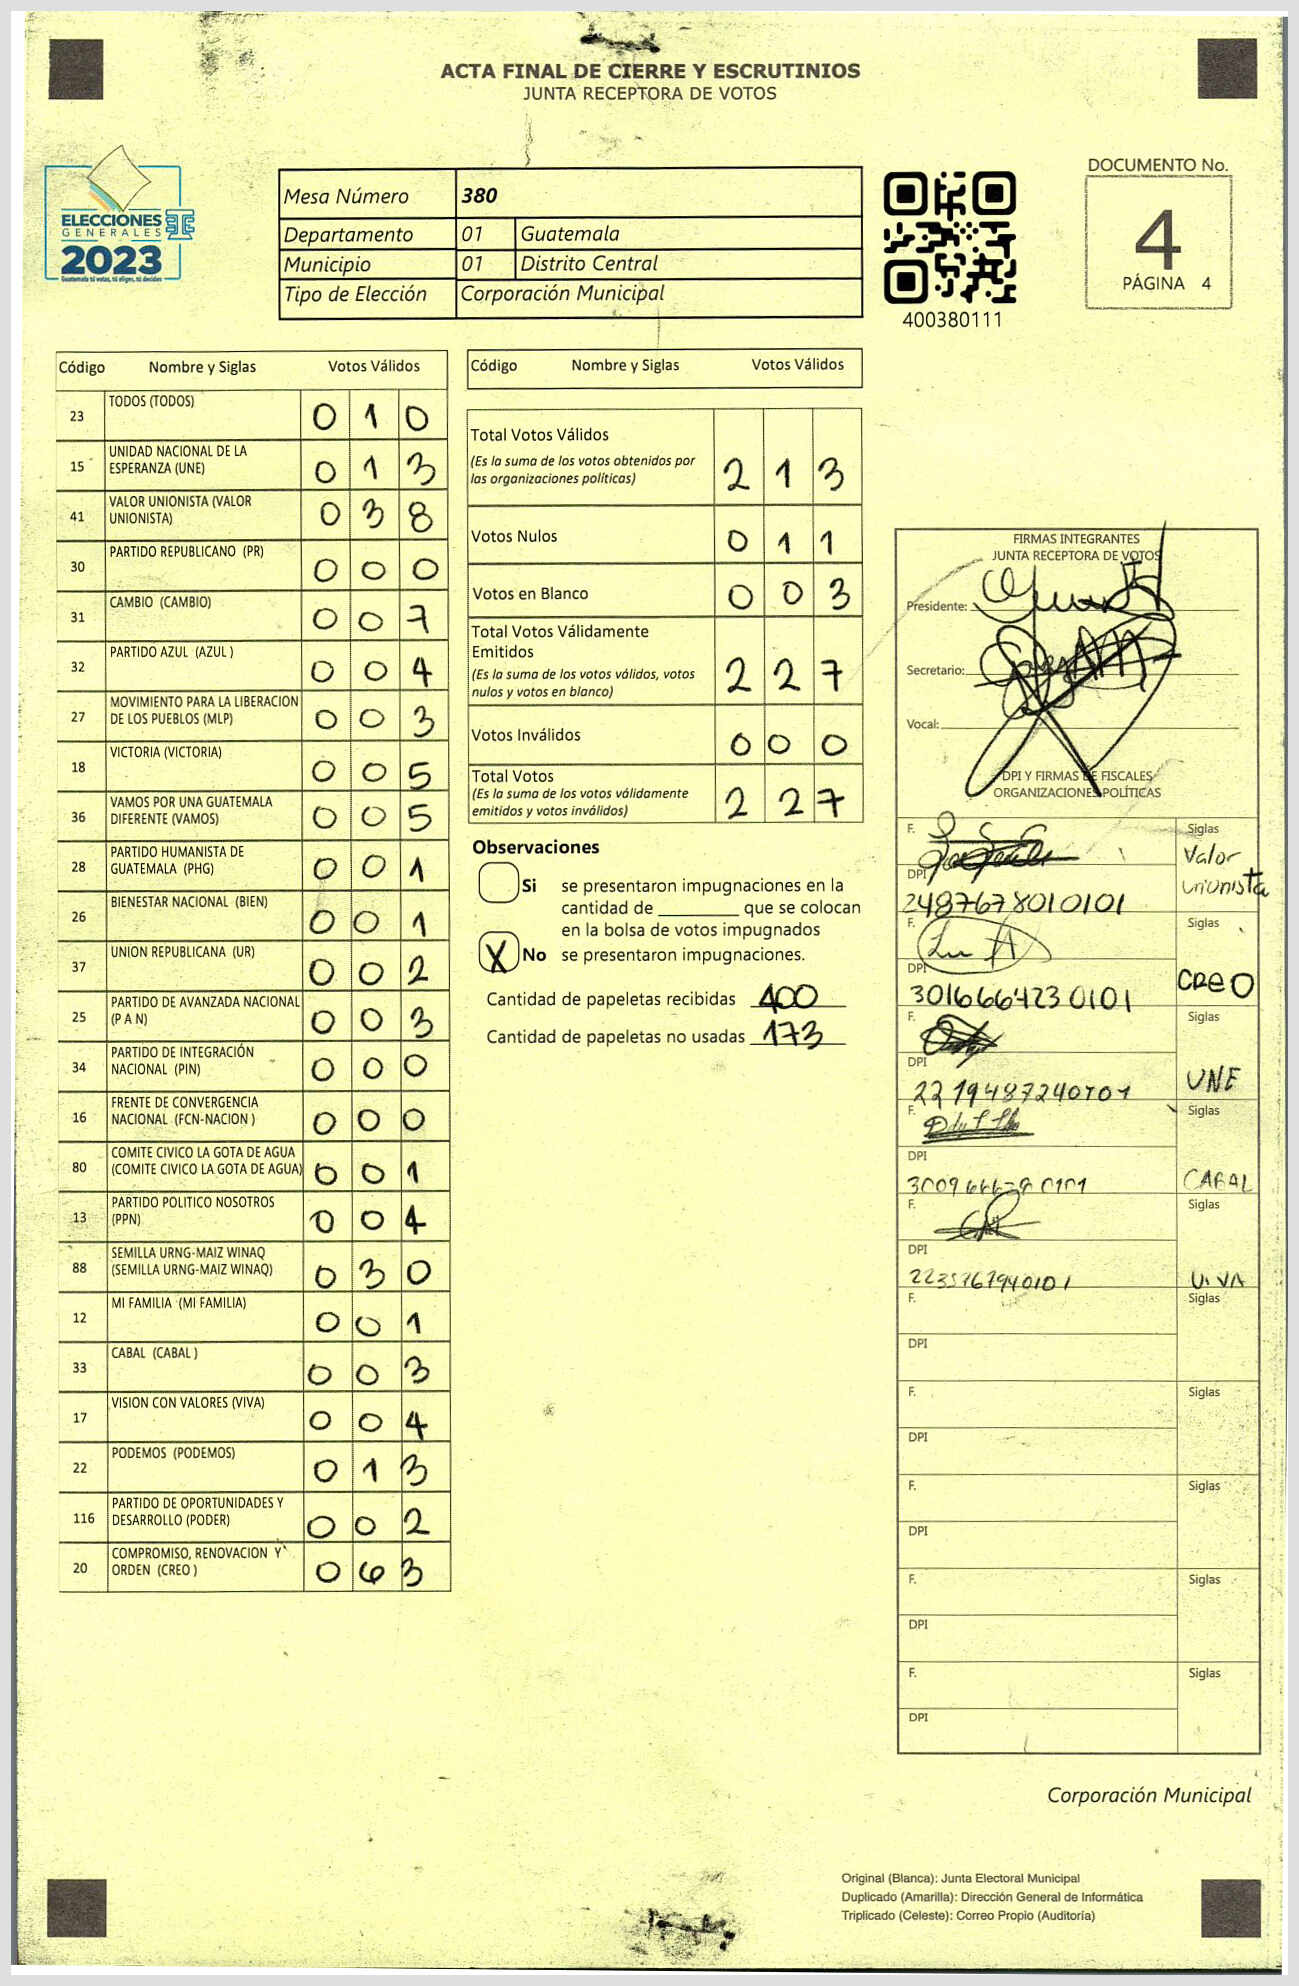 ACTA FINAL DE CIERRE Y ESCRUTINIOS
JUNTA RECEPTORA DE VOTOS
ELECCIONES
GENERALES
2023
Guatemala tú votas, tú eliges, tú decides
Mesa Número 380
Departamento 01 Guatemala
Municipio 01 Distrito Central
Tipo de Elección Corporación Municipal
400380111
DOCUMENTO No.
4
PÁGINA 4
Código Nombre y Siglas Votos Válidos
23 TODOS (TODOS) 0 1 0
15 UNIDAD NACIONAL DE LA
ESPERANZA (UNE) 0 1 3
41 VALOR UNIONISTA (VALOR
UNIONISTA) 0 3 8
30 PARTIDO REPUBLICANO (PR) 0 0 0
31 CAMBIO (CAMBIO) 0 0 7
32 PARTIDO AZUL (AZUL ) 0 0 4
27 MOVIMIENTO PARA LA LIBERACION
DE LOS PUEBLOS (MLP) 0 0 3
18 VICTORIA (VICTORIA) 0 0 5
36 VAMOS POR UNA GUATEMALA
DIFERENTE (VAMOS) 0 0 5
28 PARTIDO HUMANISTA DE
GUATEMALA (PHG) 0 0 1
26 BIENESTAR NACIONAL (BIEN) 0 0 1
37 UNION REPUBLICANA (UR) 0 0 2
25 PARTIDO DE AVANZADA NACIONAL
(P A N) 0 0 3
34 PARTIDO DE INTEGRACIÓN
NACIONAL (PIN) 0 0 0
16 FRENTE DE CONVERGENCIA
NACIONAL (FCN-NACION ) 0 0 0
80 COMITE CIVICO LA GOTA DE AGUA
(COMITE CIVICO LA GOTA DE AGUA) 0 0 1
13 PARTIDO POLITICO NOSOTROS
(PPN) 0 0 4
88 SEMILLA URNG-MAIZ WINAQ
(SEMILLA URNG-MAIZ WINAQ) 0 3 0
12 MI FAMILIA (MI FAMILIA) 0 0 1
33 CABAL (CABAL ) 0 0 3
17 VISION CON VALORES (VIVA) 0 0 4
22 PODEMOS (PODEMOS) 0 1 3
116 PARTIDO DE OPORTUNIDADES Y
DESARROLLO (PODER) 0 0 2
20 COMPROMISO, RENOVACION Y
ORDEN (CREO ) 0 6 3
Código Nombre y Siglas Votos Válidos
Total Votos Válidos
(Es la suma de los votos obtenidos por
las organizaciones políticas) 2 1 3
Votos Nulos 0 1 1
Votos en Blanco 0 0 3
Total Votos Válidamente
Emitidos
(Es la suma de los votos válidos, votos
nulos y votos en blanco) 2 2 7
Votos Inválidos 0 0 0
Total Votos
(Es la suma de los votos válidamente
emitidos y votos inválidos) 2 2 7
Observaciones
Si se presentaron impugnaciones en la
cantidad de ________ que se colocan
en la bolsa de votos impugnados
X No se presentaron impugnaciones.
Cantidad de papeletas recibidas 400
Cantidad de papeletas no usadas 173
FIRMAS INTEGRANTES
JUNTA RECEPTORA DE VOTOS
Presidente:
Secretario:
Vocal:
DPI Y FIRMAS DE FISCALES
ORGANIZACIONES POLÍTICAS
F. Siglas
Valor
Unionista
DPI
2487678010101
F. Siglas
DPI CREO
3016664230101
F. Siglas
DPI UNE
F. Siglas
DPI
CABAL
F. Siglas
DPI
VIVA
F. Siglas
DPI
F. Siglas
DPI
F. Siglas
DPI
F. Siglas
DPI
F. Siglas
DPI
Corporación Municipal
Original (Blanca): Junta Electoral Municipal
Duplicado (Amarilla): Dirección General de Informática
Triplicado (Celeste): Correo Propio (Auditoría)